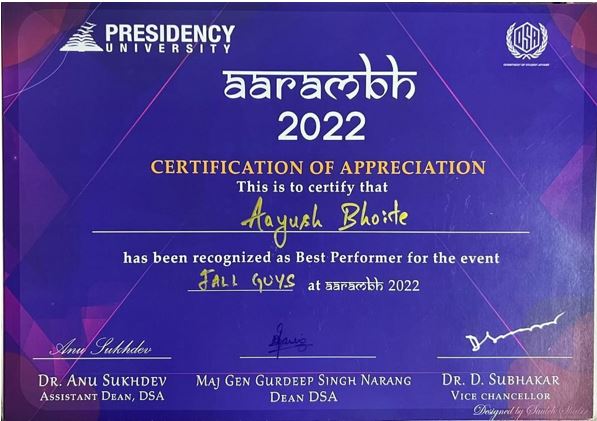 PRESIDENCY
UNIVERSITY
DSA
DEPARTMENT OF STUDENT AFFAIRS
aarambh
2022
CERTIFICATION OF APPRECIATION
This is to certify that
Aayush Bhoite
has been recognized as Best Performer for the event
FALL GUYS at aarambh 2022
Anu Sukhdev
DR. ANU SUKHDEV
ASSISTANT DEAN, DSA
MAJ GEN GURDEEP SINGH NARANG
DEAN DSA
DR. D. SUBHAKAR
VICE CHANCELLOR
Designed by